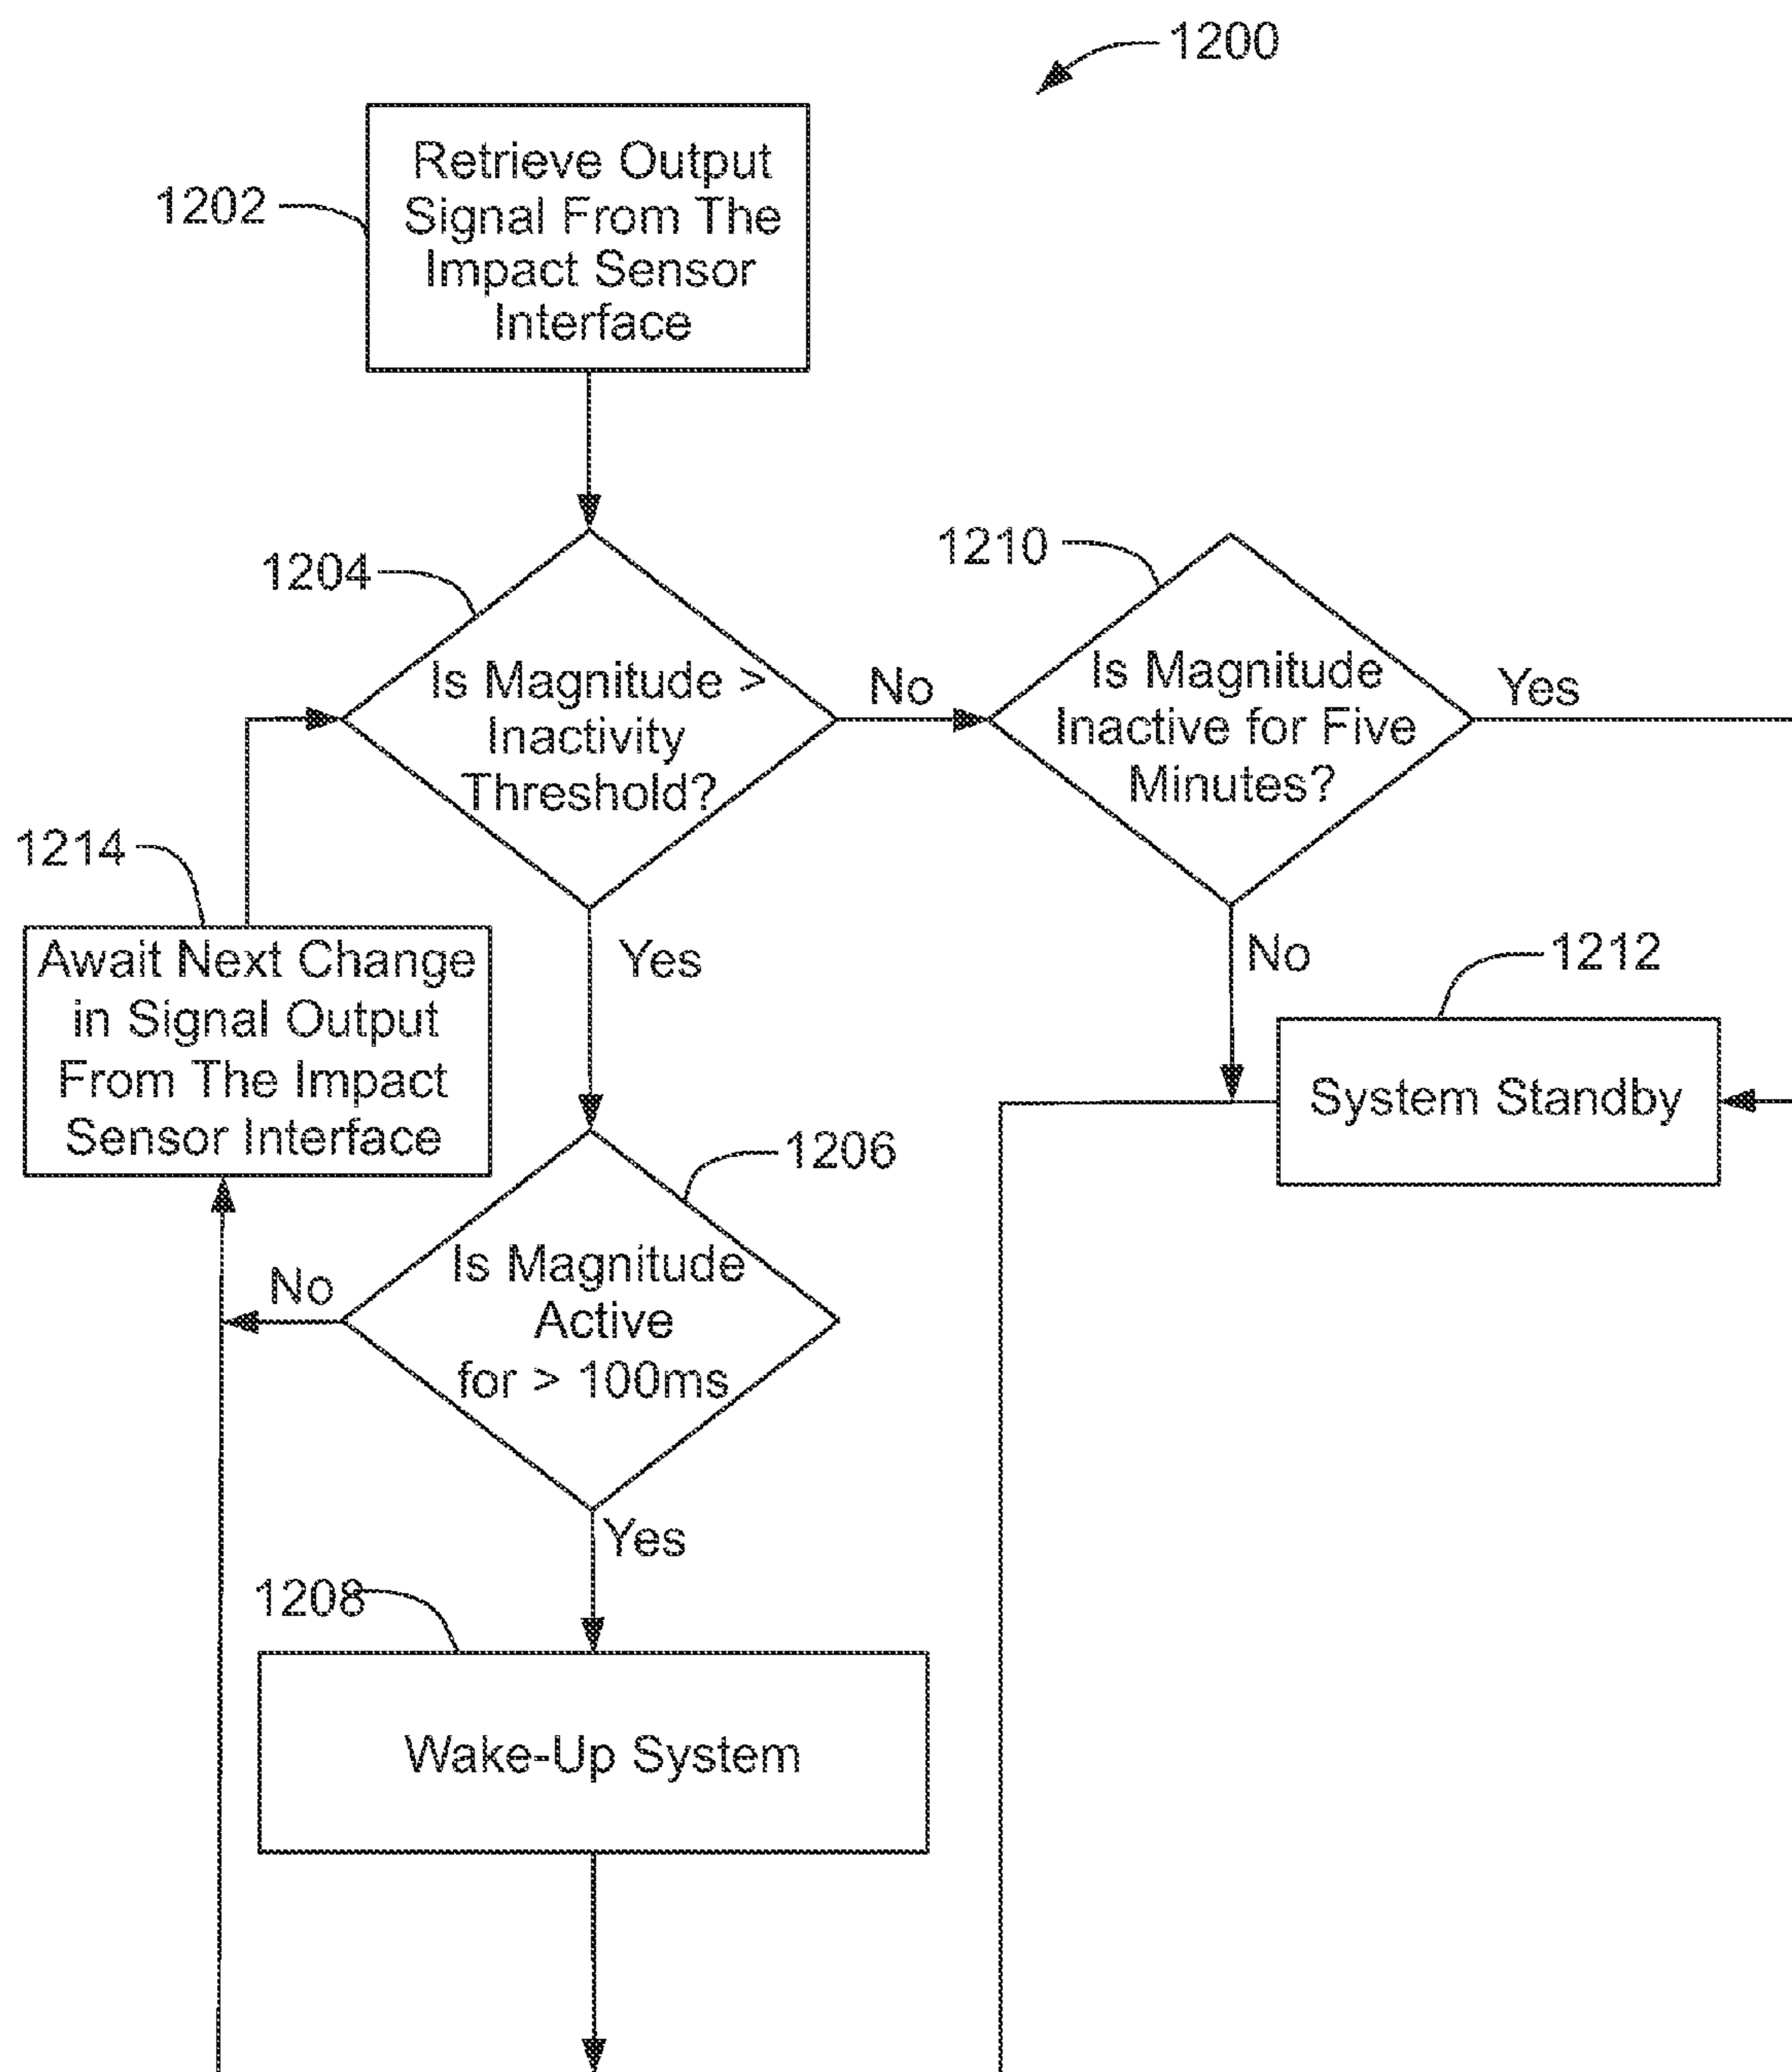 1200
1202
Retrieve Output
Signal From The
Impact Sensor
Interface
1204
Is Magnitude >
Inactivity
Threshold?
No
1210
Is Magnitude
Inactive for Five
Minutes?
Yes
1214
Await Next Change
in Signal Output
From The Impact
Sensor Interface
Yes
No
1212
System Standby
1206
Is Magnitude
Active
for > 100ms
No
Yes
1208
Wake-Up System